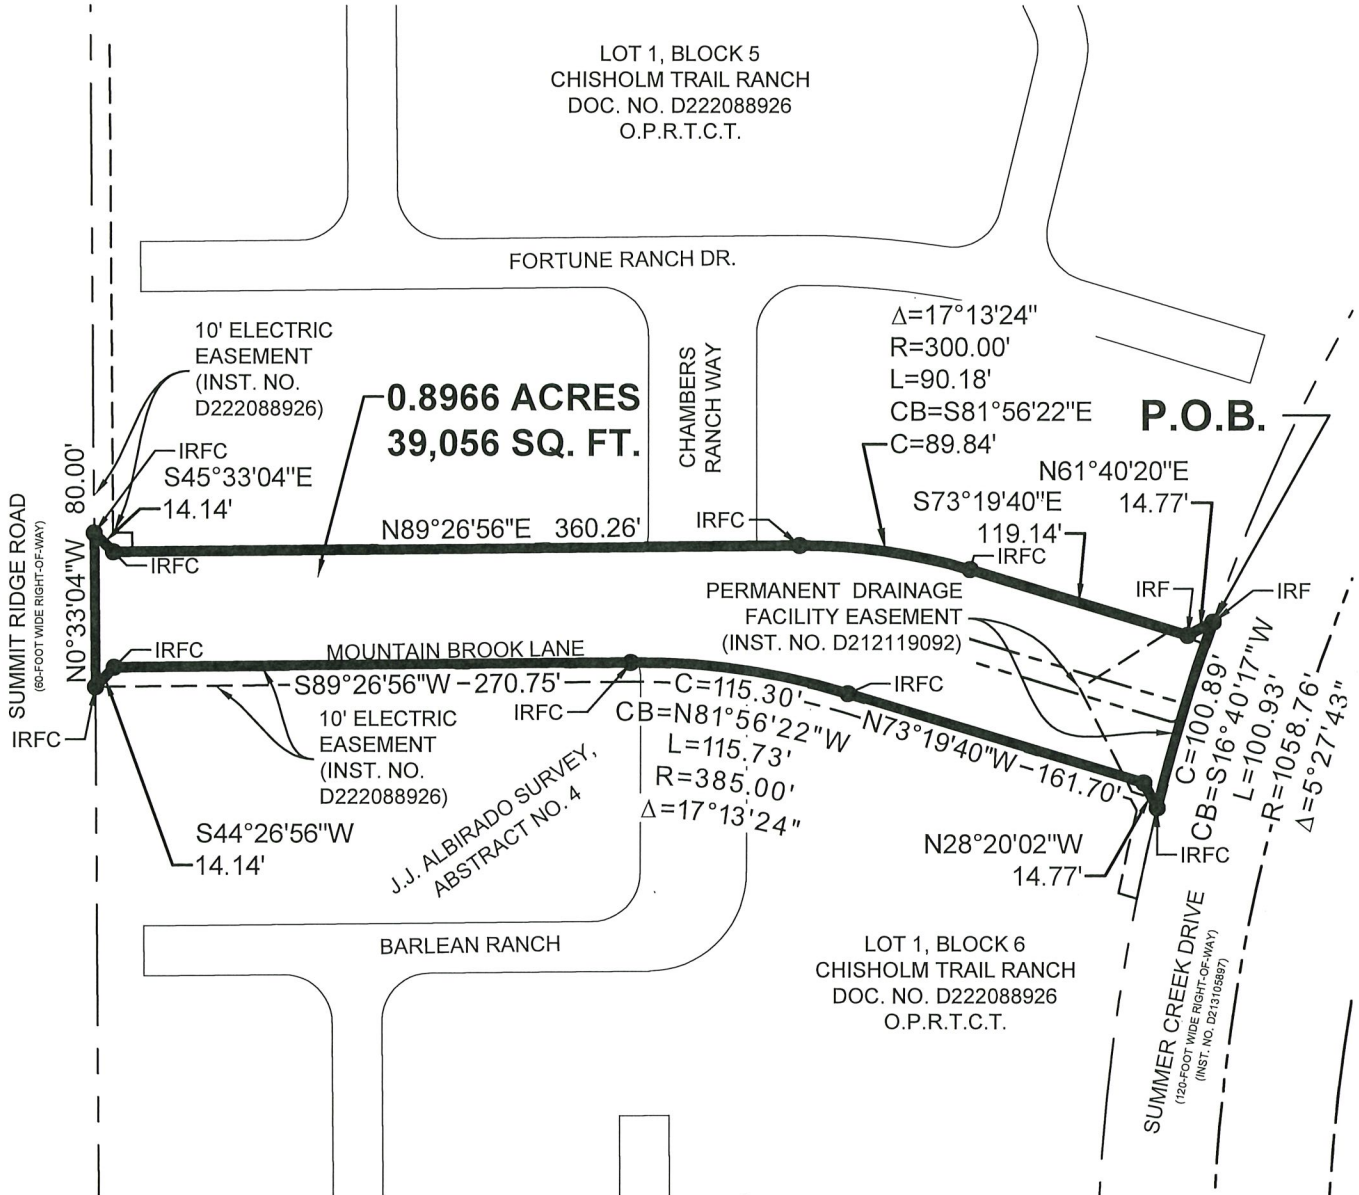 LOT 1, BLOCK 5
CHISHOLM TRAIL RANCH
DOC. NO. D222088926
O.P.R.T.C.T.
FORTUNE RANCH DR.
10' ELECTRIC
EASEMENT
(INST. NO.
D222088926)
0.8966 ACRES
39,056 SQ. FT.
CHAMBERS
RANCH WAY
Δ=17°13'24"
R=300.00'
L=90.18'
CB=S81°56'22"E
C=89.84'
P.O.B.
N61°40'20"E
14.77'
S73°19'40"E
119.14'
IRFC
S45°33'04"E
14.14'
N89°26'56"E 360.26'
IRFC
IRFC
IRFC
IRF
IRF
SUMMIT RIDGE ROAD
(60-FOOT WIDE RIGHT-OF-WAY)
N0°33'04"W 80.00'
PERMANENT DRAINAGE
FACILITY EASEMENT
(INST. NO. D212119092)
IRFC
MOUNTAIN BROOK LANE
S89°26'56"W 270.75'
IRFC
IRFC
IRFC
10' ELECTRIC
EASEMENT
(INST. NO.
D222088926)
C=115.30'
CB=N81°56'22"W
L=115.73'
R=385.00'
Δ=17°13'24"
N73°19'40"W 161.70'
C=100.89'
CB=S16°40'17"W
L=100.93'
R=1058.76'
Δ=5°27'43"
S44°26'56"W
14.14'
J.J. ALBIRADO SURVEY,
ABSTRACT NO. 4
N28°20'02"W
14.77'
IRFC
BARLEAN RANCH
LOT 1, BLOCK 6
CHISHOLM TRAIL RANCH
DOC. NO. D222088926
O.P.R.T.C.T.
SUMMER CREEK DRIVE
(120-FOOT WIDE RIGHT-OF-WAY)
(INST. NO. D213105897)